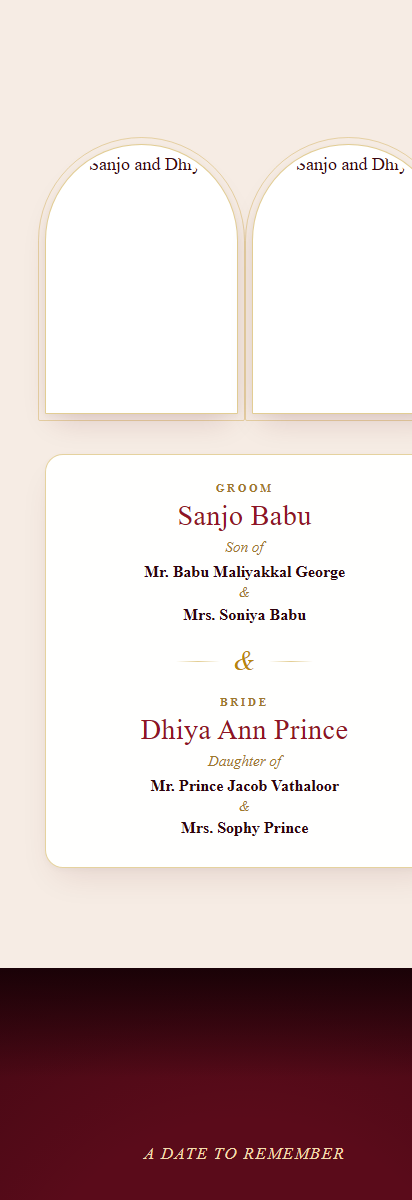 Sanjo and Dhiy
Sanjo and Dhiy
GROOM
Sanjo Babu
Son of
Mr. Babu Maliyakkal George
&
Mrs. Soniya Babu
&
BRIDE
Dhiya Ann Prince
Daughter of
Mr. Prince Jacob Vathaloor
&
Mrs. Sophy Prince
A DATE TO REMEMBER